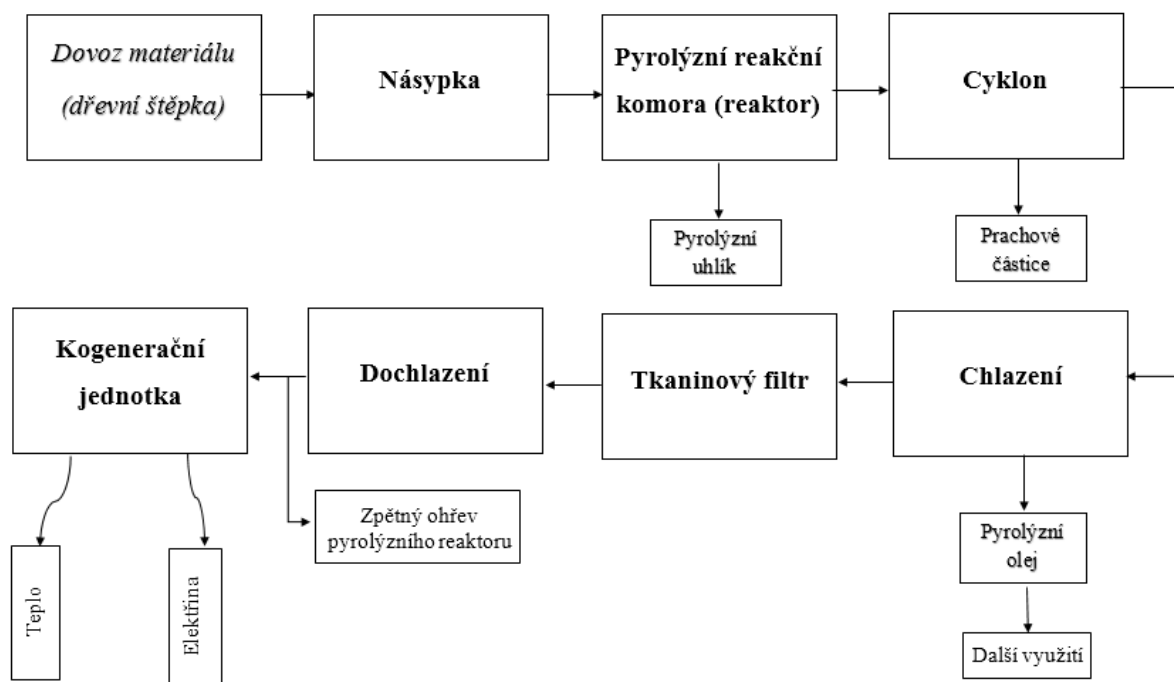 Dovoz materiálu
(dřevní štěpka)
Násypka
Pyrolýzní reakční
komora (reaktor)
Cyklon
Pyrolýzní
uhlík
Prachové
částice
Kogenerační
jednotka
Dochlazení
Tkaninový filtr
Chlazení
Zpětný ohřev
pyrolýzního reaktoru
Pyrolýzní
olej
Teplo
Elektřina
Další využití